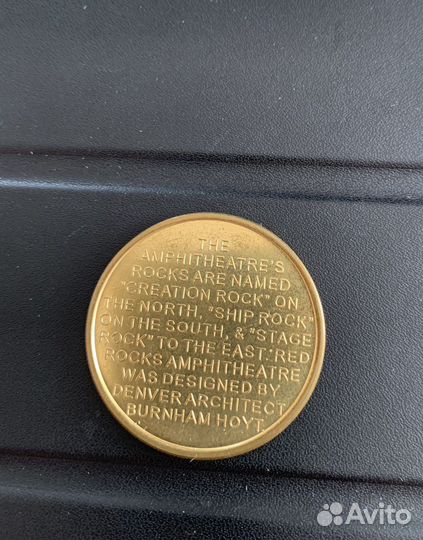 THE
AMPHITHEATRE'S
ROCKS ARE NAMED
"CREATION ROCK" ON
THE NORTH, "SHIP ROCK"
ON THE SOUTH, & "STAGE
ROCK" TO THE EAST. RED
ROCKS AMPHITHEATRE
WAS DESIGNED BY
DENVER ARCHITECT
BURNHAM HOYT.
Avito